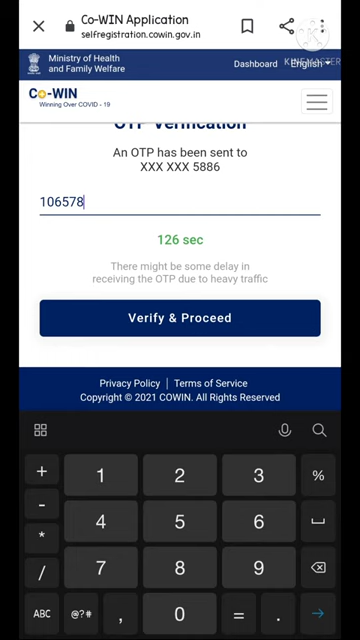 Co-WIN Application
selfregistration.cowin.gov.in
KINEMASTER
Ministry of Health
and Family Welfare
Dashboard English
Co-WIN
Winning Over COVID - 19
OTP Verification
An OTP has been sent to
XXX XXX 5886
106578
126 sec
There might be some delay in
receiving the OTP due to heavy traffic
Verify & Proceed
Privacy Policy | Terms of Service
Copyright © 2021 COWIN. All Rights Reserved
+ 1 2 3 %
- 4 5 6
* 7 8 9
/
ABC @?# , 0 = .